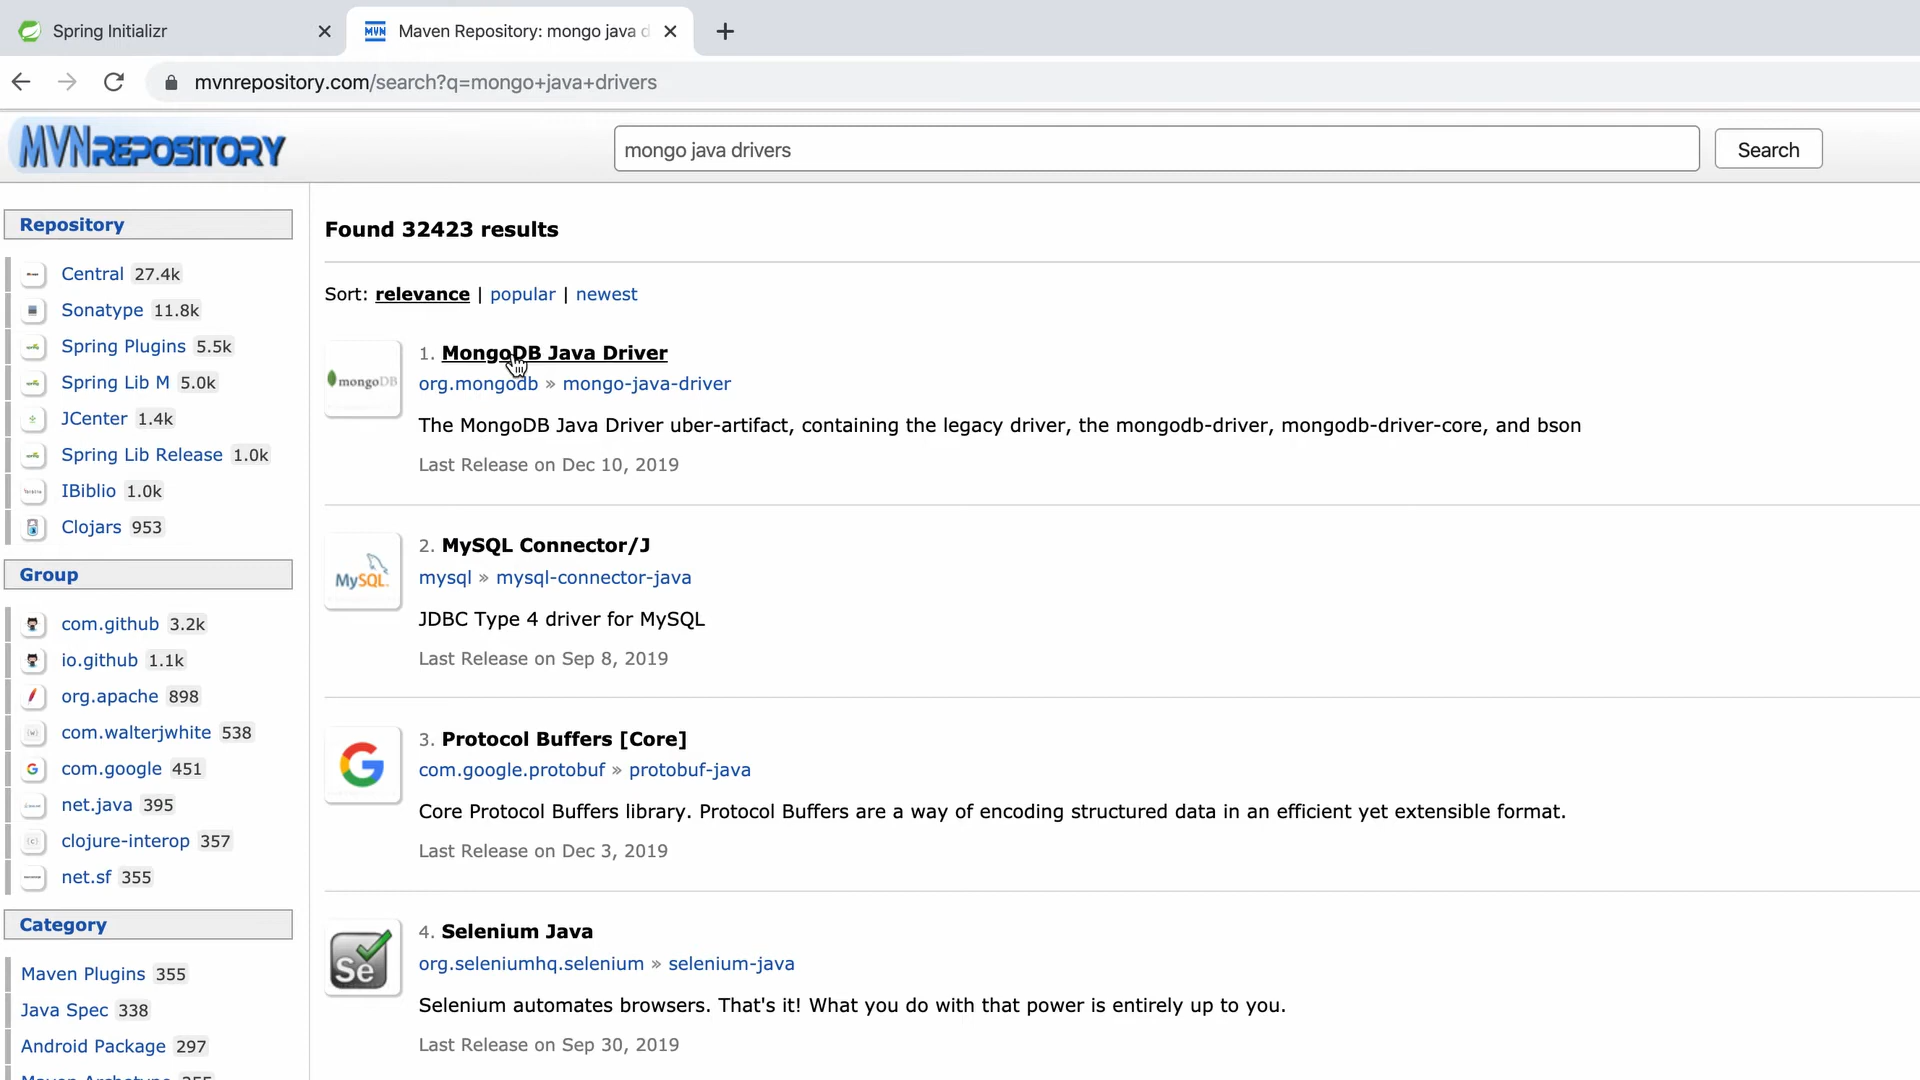 Spring Initializr
MVN Maven Repository: mongo java d
mvnrepository.com/search?q=mongo+java+drivers
MVNREPOSITORY
mongo java drivers
Search
Repository
Central 27.4k
Sonatype 11.8k
Spring Plugins 5.5k
Spring Lib M 5.0k
JCenter 1.4k
Spring Lib Release 1.0k
IBiblio 1.0k
Clojars 953
Group
com.github 3.2k
io.github 1.1k
org.apache 898
com.walterjwhite 538
com.google 451
net.java 395
clojure-interop 357
net.sf 355
Category
Maven Plugins 355
Java Spec 338
Android Package 297
Found 32423 results
Sort: relevance | popular | newest
mongoDB
1. MongoDB Java Driver
org.mongodb » mongo-java-driver
The MongoDB Java Driver uber-artifact, containing the legacy driver, the mongodb-driver, mongodb-driver-core, and bson
Last Release on Dec 10, 2019
MySQL
2. MySQL Connector/J
mysql » mysql-connector-java
JDBC Type 4 driver for MySQL
Last Release on Sep 8, 2019
3. Protocol Buffers [Core]
com.google.protobuf » protobuf-java
Core Protocol Buffers library. Protocol Buffers are a way of encoding structured data in an efficient yet extensible format.
Last Release on Dec 3, 2019
Se
4. Selenium Java
org.seleniumhq.selenium » selenium-java
Selenium automates browsers. That's it! What you do with that power is entirely up to you.
Last Release on Sep 30, 2019